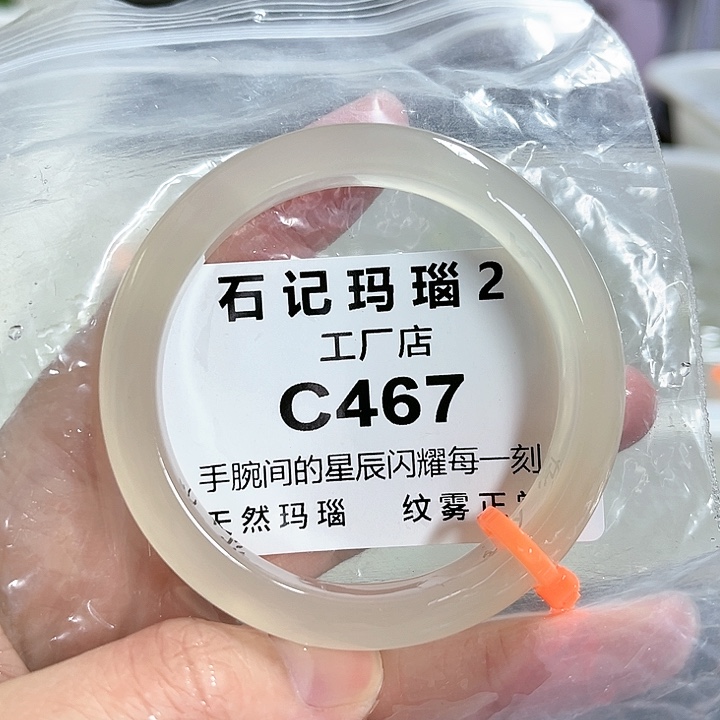 石记玛瑙2
工厂店
C467
手腕间的星辰闪耀每一刻
天然玛瑙 纹雾正